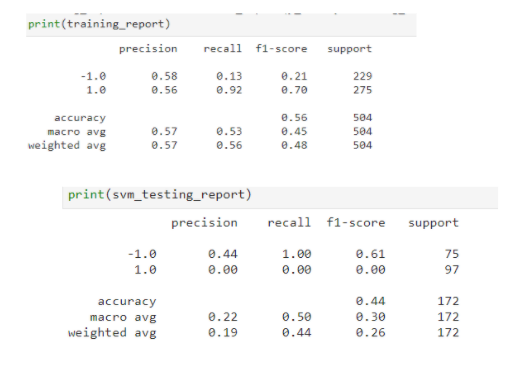 print(training_report)
precision recall f1-score support
-1.0 0.58 0.13 0.21 229
1.0 0.56 0.92 0.70 275
accuracy 0.56 504
macro avg 0.57 0.53 0.45 504
weighted avg 0.57 0.56 0.48 504
print(svm_testing_report)
precision recall f1-score support
-1.0 0.44 1.00 0.61 75
1.0 0.00 0.00 0.00 97
accuracy 0.44 172
macro avg 0.22 0.50 0.30 172
weighted avg 0.19 0.44 0.26 172